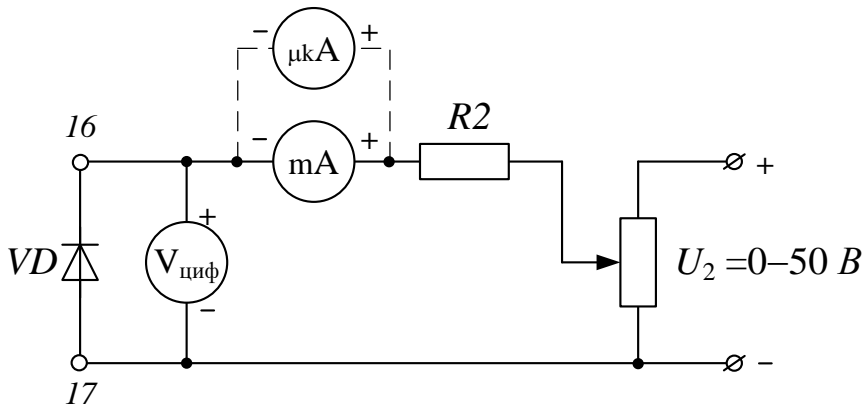 − μkA +
16 − mA + R2
+
VD + Vциф − U₂ =0–50 В
−
17